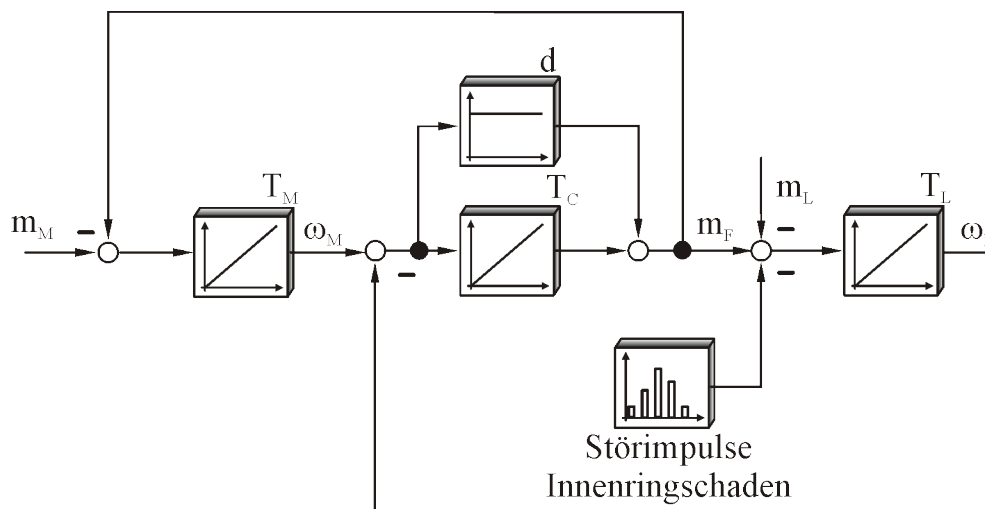 d
T_M
T_C
m_L
T_L
m_M
ω_M
m_F
ω
Störimpulse
Innenringschaden